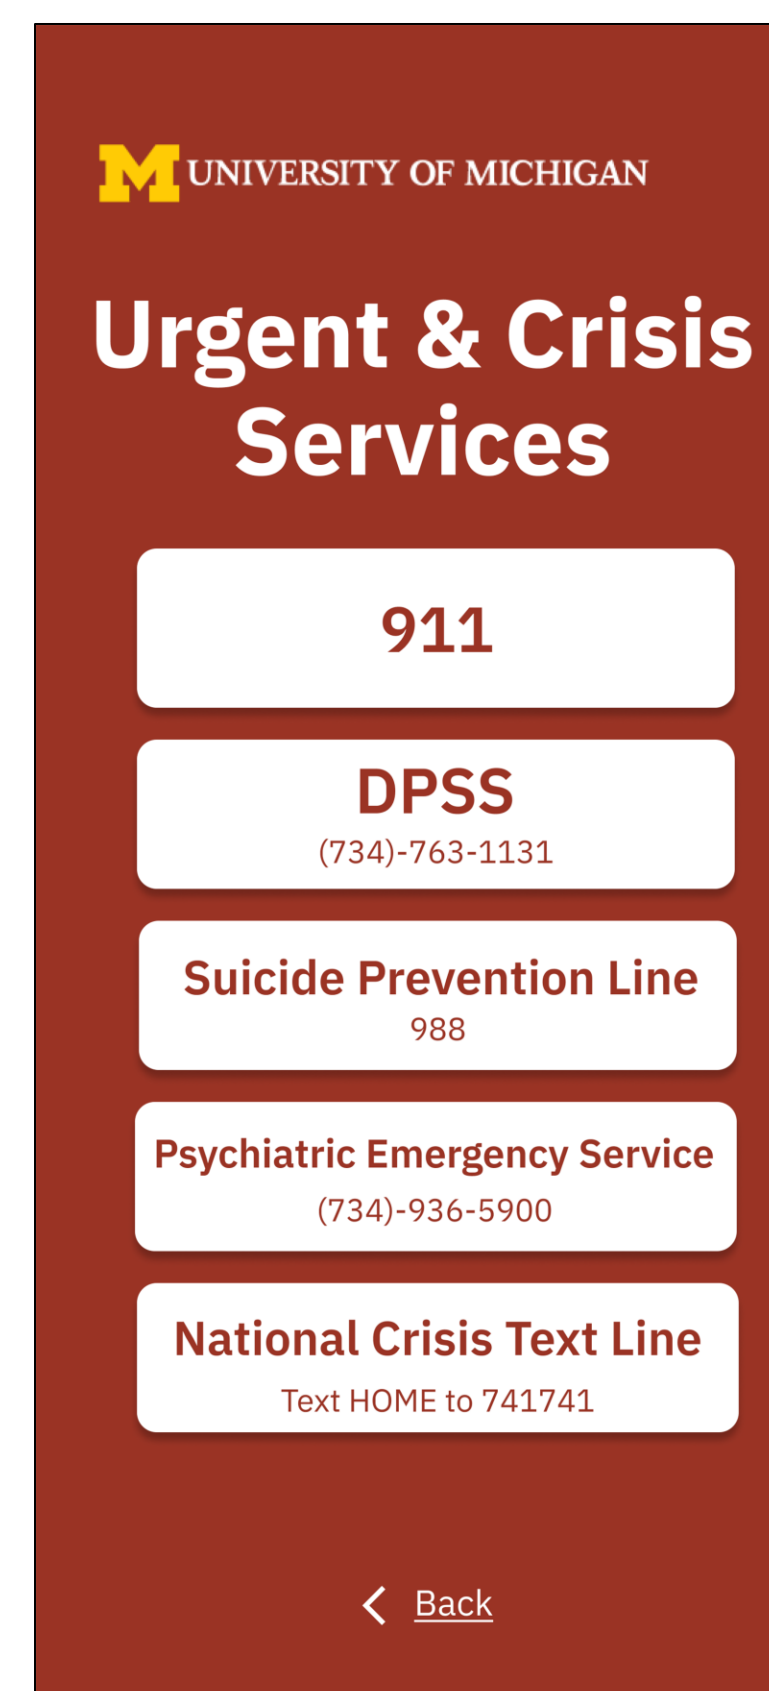 M UNIVERSITY OF MICHIGAN
Urgent & Crisis
Services
911
DPSS
(734)-763-1131
Suicide Prevention Line
988
Psychiatric Emergency Service
(734)-936-5900
National Crisis Text Line
Text HOME to 741741
Back